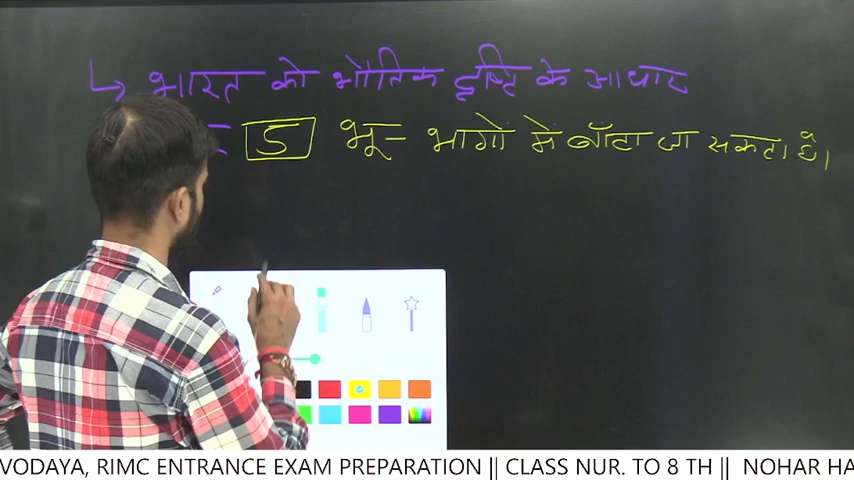 ↳ भारत को भौतिक दृष्टि के आधार
5 भू- भागों में बाँटा जा सकता है।
VODAYA, RIMC ENTRANCE EXAM PREPARATION || CLASS NUR. TO 8 TH || NOHAR HA